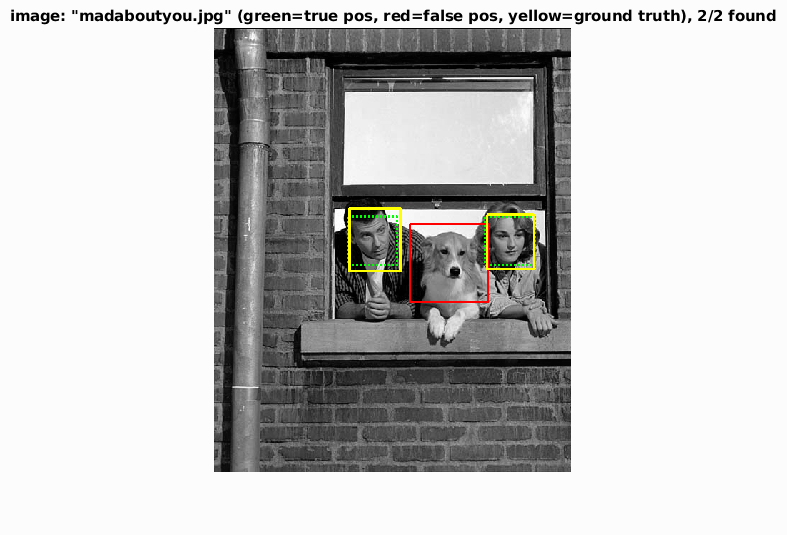 image: "madaboutyou.jpg" (green=true pos, red=false pos, yellow=ground truth), 2/2 found